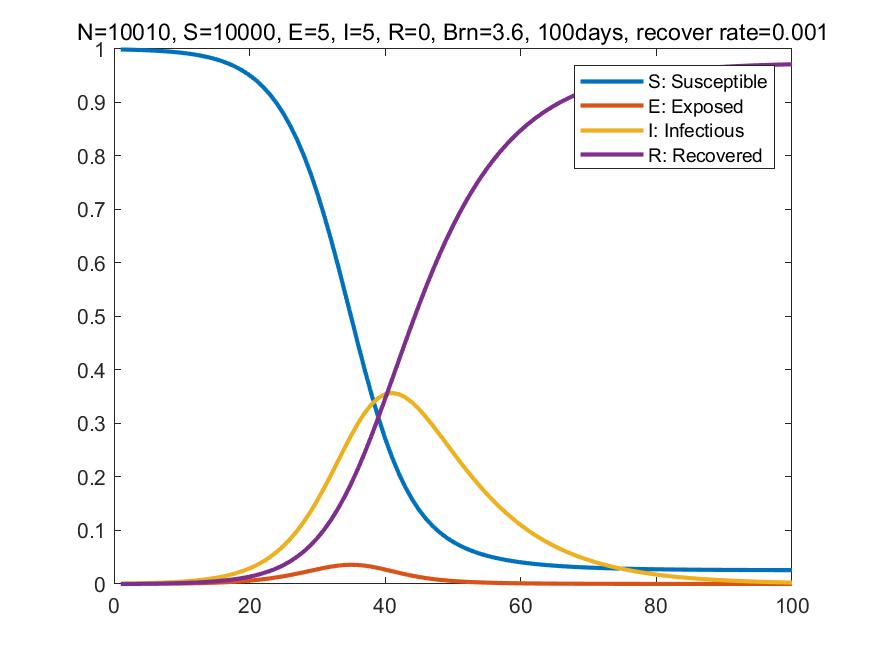 N=10010, S=10000, E=5, I=5, R=0, Brn=3.6, 100days, recover rate=0.001
1
0.9
0.8
0.7
0.6
0.5
0.4
0.3
0.2
0.1
0
S: Susceptible
E: Exposed
I: Infectious
R: Recovered
0 20 40 60 80 100